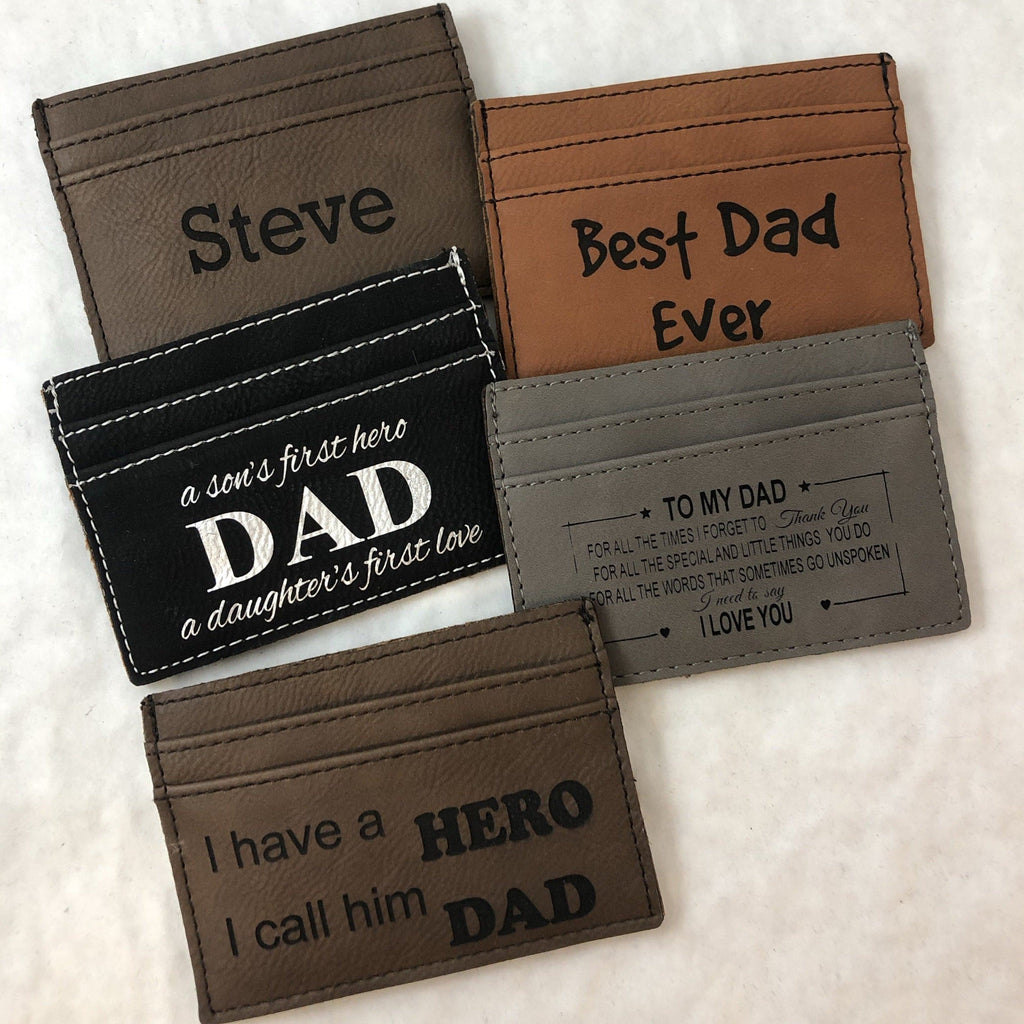 Steve
Best Dad
Ever
a son's first hero
DAD
a daughter's first love
TO MY DAD
FOR ALL THE TIMES I FORGET TO Thank You
FOR ALL THE SPECIAL AND LITTLE THINGS YOU DO
FOR ALL THE WORDS THAT SOMETIMES GO UNSPOKEN
I need to say
I LOVE YOU
I have a HERO
I call him DAD